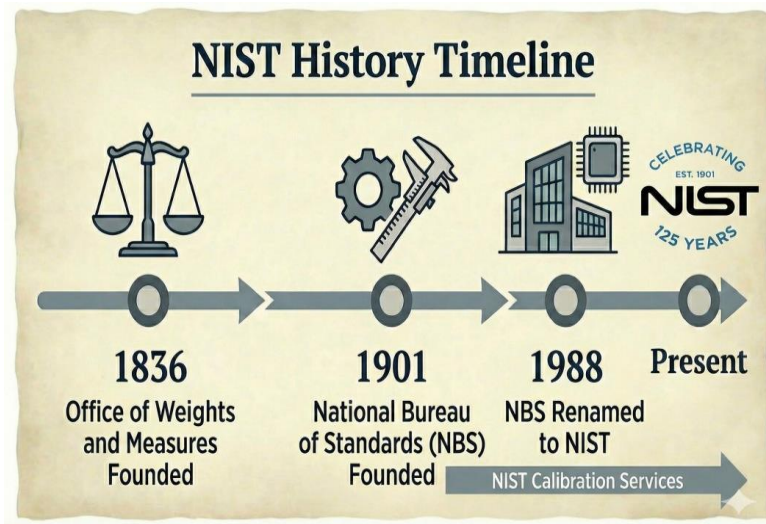 NIST History Timeline
CELEBRATING
EST. 1901
NIST
125 YEARS
1836
Office of Weights
and Measures
Founded
1901
National Bureau
of Standards (NBS)
Founded
1988
NBS Renamed
to NIST
Present
NIST Calibration Services